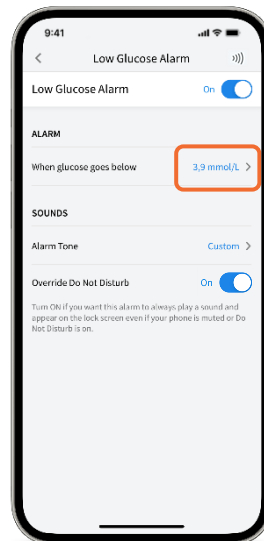 9:41
Low Glucose Alarm
Low Glucose Alarm On
ALARM
When glucose goes below 3,9 mmol/L
SOUNDS
Alarm Tone Custom
Override Do Not Disturb On
Turn ON if you want this alarm to always play a sound and
appear on the lock screen even if your phone is muted or Do
Not Disturb is on.